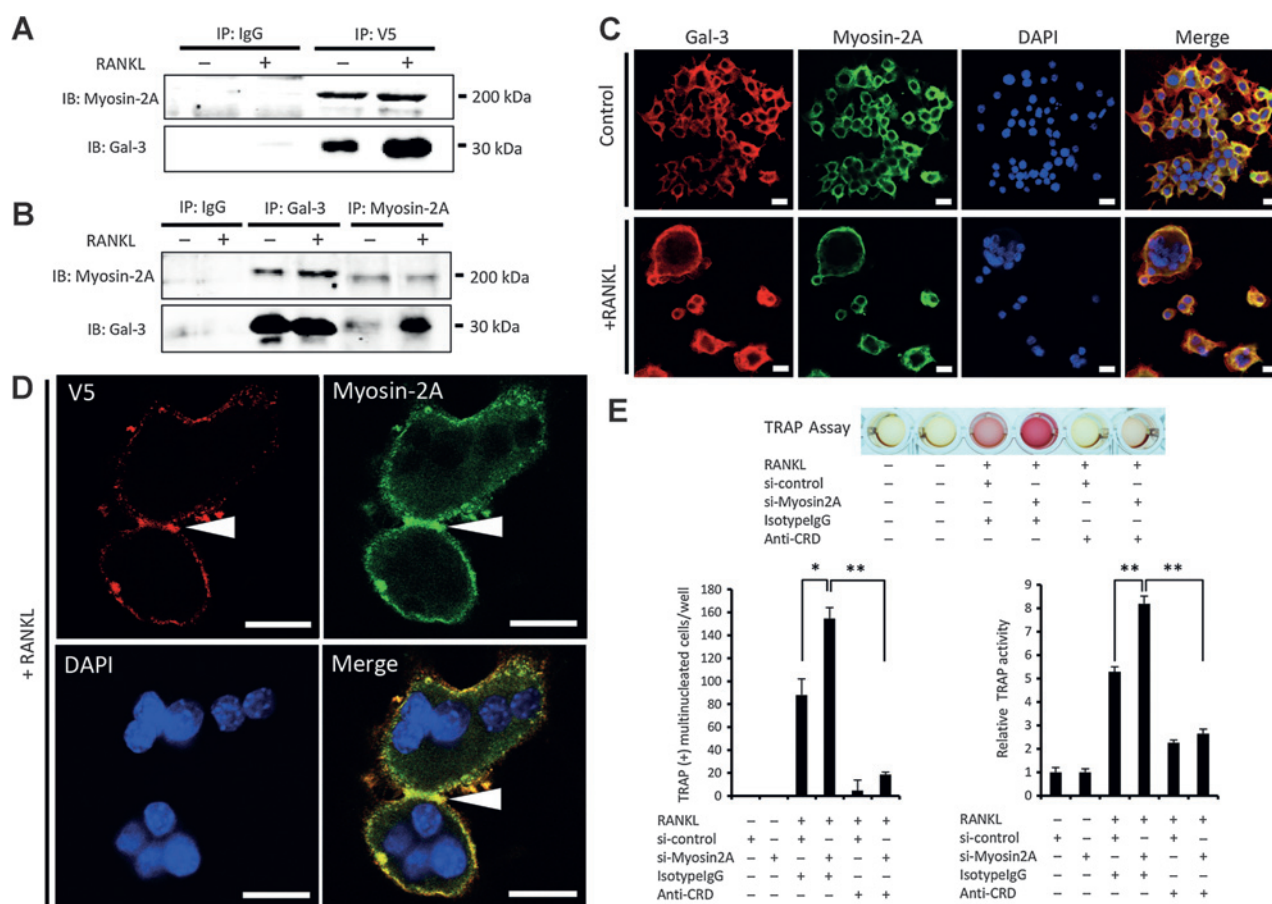 A
IP: IgG IP: V5
RANKL − + − +
IB: Myosin-2A 200 kDa
IB: Gal-3 30 kDa
B
IP: IgG IP: Gal-3 IP: Myosin-2A
RANKL − + − + − +
IB: Myosin-2A 200 kDa
IB: Gal-3 30 kDa
C
Gal-3 Myosin-2A DAPI Merge
Control
+RANKL
D
+ RANKL
V5 Myosin-2A
DAPI Merge
E
TRAP Assay
RANKL − − + + + +
si-control − − + − + −
si-Myosin2A − − − + − +
IsotypeIgG − − + + − −
Anti-CRD − − − − + +
TRAP (+) multinucleated cells/well
180
160
140
120
100
80
60
40
20
0
* **
RANKL − − + + + +
si-control + − + − + −
si-Myosin2A − + − + − +
IsotypeIgG − − + + − −
Anti-CRD − − − − + +
Relative TRAP activity
9
8
7
6
5
4
3
2
1
0
** **
RANKL − − + + + +
si-control + − + − + −
si-Myosin2A − + − + − +
IsotypeIgG − − + + − −
Anti-CRD − − − − + +